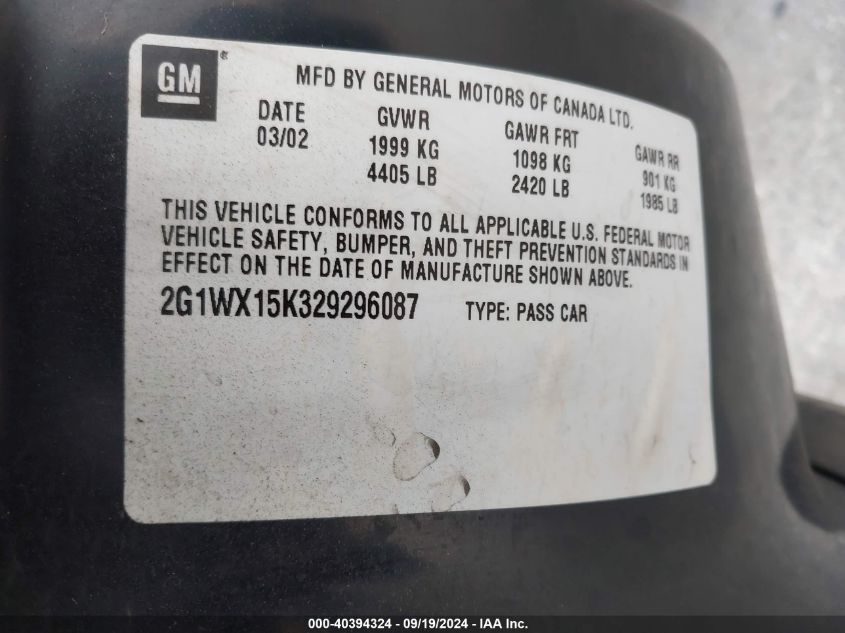 GM ®
MFD BY GENERAL MOTORS OF CANADA LTD.
DATE GVWR GAWR FRT GAWR RR
03/02 1999 KG 1098 KG 901 KG
4405 LB 2420 LB 1985 LB
THIS VEHICLE CONFORMS TO ALL APPLICABLE U.S. FEDERAL MOTOR
VEHICLE SAFETY, BUMPER, AND THEFT PREVENTION STANDARDS IN
EFFECT ON THE DATE OF MANUFACTURE SHOWN ABOVE.
2G1WX15K329296087 TYPE: PASS CAR
000-40394324 - 09/19/2024 - IAA Inc.